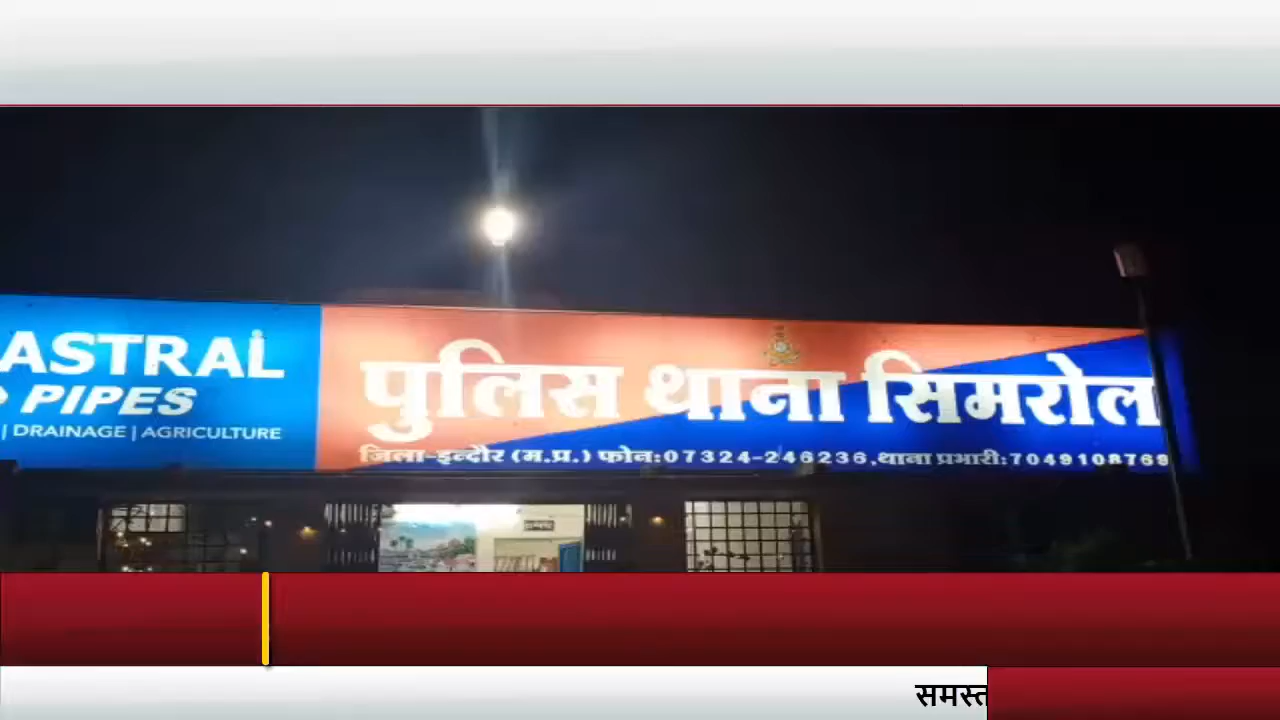 ASTRAL
PIPES
| DRAINAGE | AGRICULTURE
पुलिस थाना सिमरोल
जिला-इन्दौर (म.प्र.) फोन:07324-246236,थाना प्रभारी:7049108769
समस्त